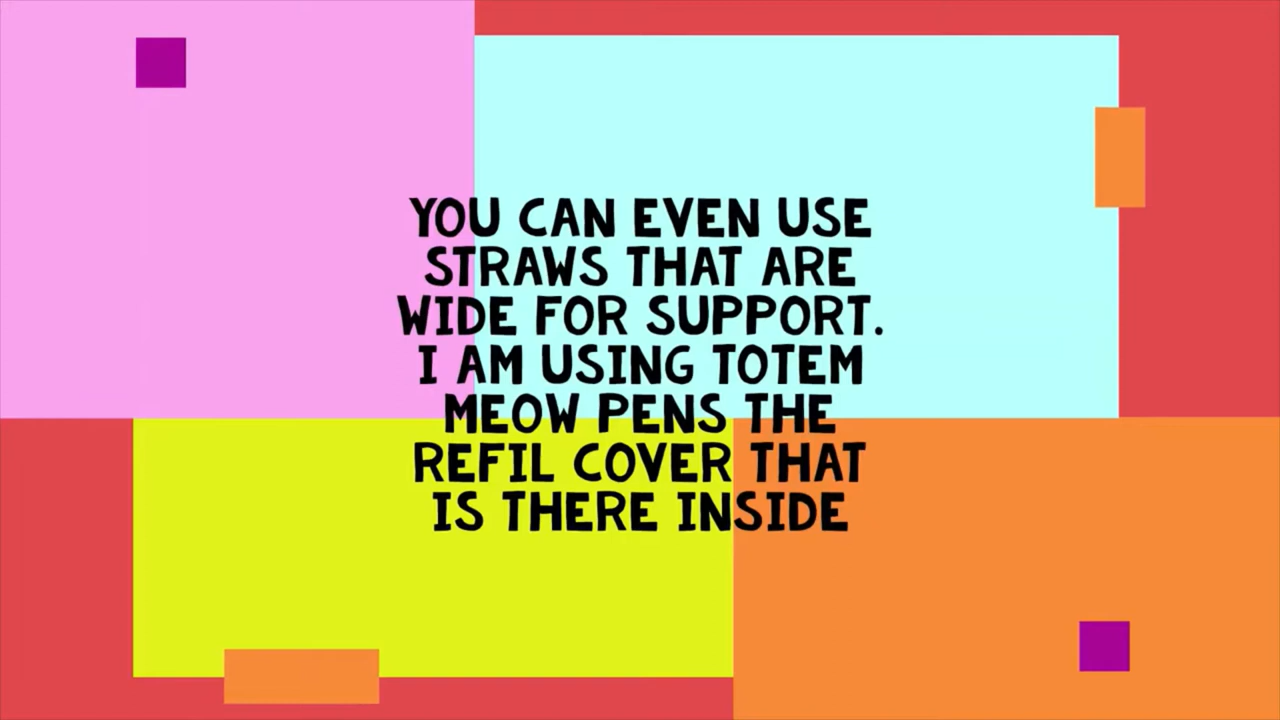 YOU CAN EVEN USE
STRAWS THAT ARE
WIDE FOR SUPPORT.
I AM USING TOTEM
MEOW PENS THE
REFIL COVER THAT
IS THERE INSIDE